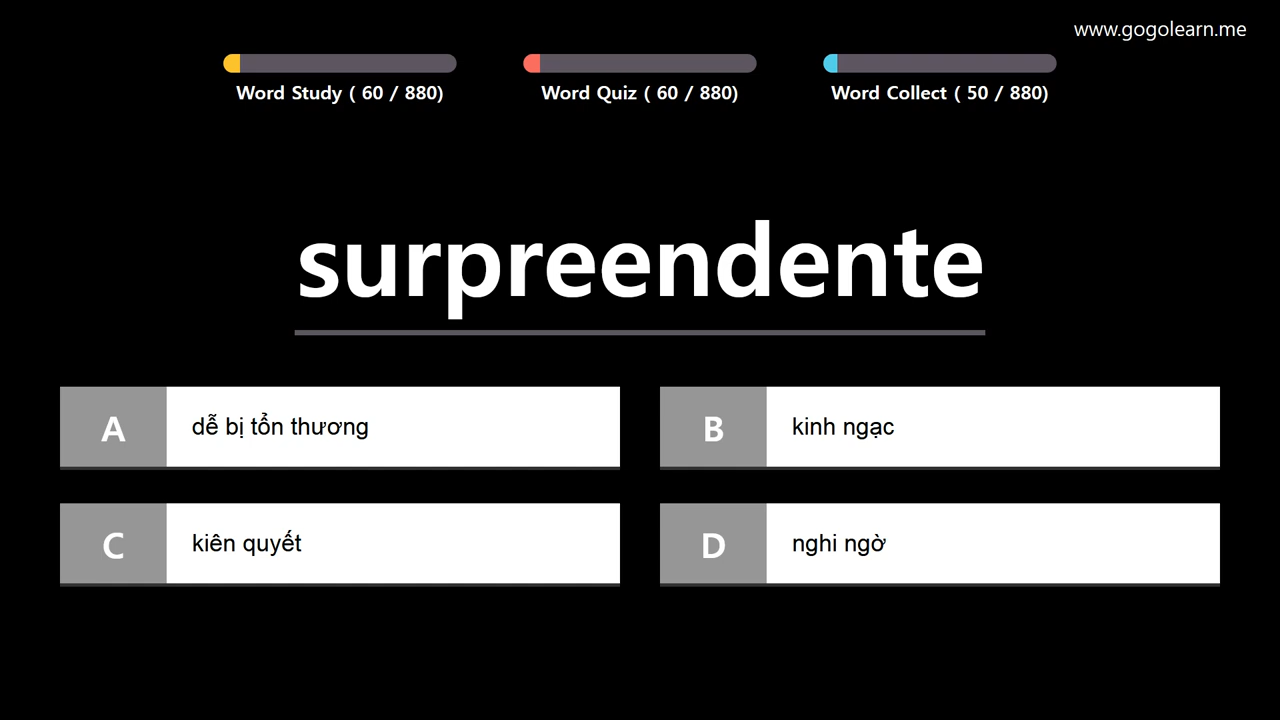 www.gogolearn.me
Word Study ( 60 / 880)
Word Quiz ( 60 / 880)
Word Collect ( 50 / 880)
surpreendente
A
dễ bị tổn thương
B
kinh ngạc
C
kiên quyết
D
nghi ngờ